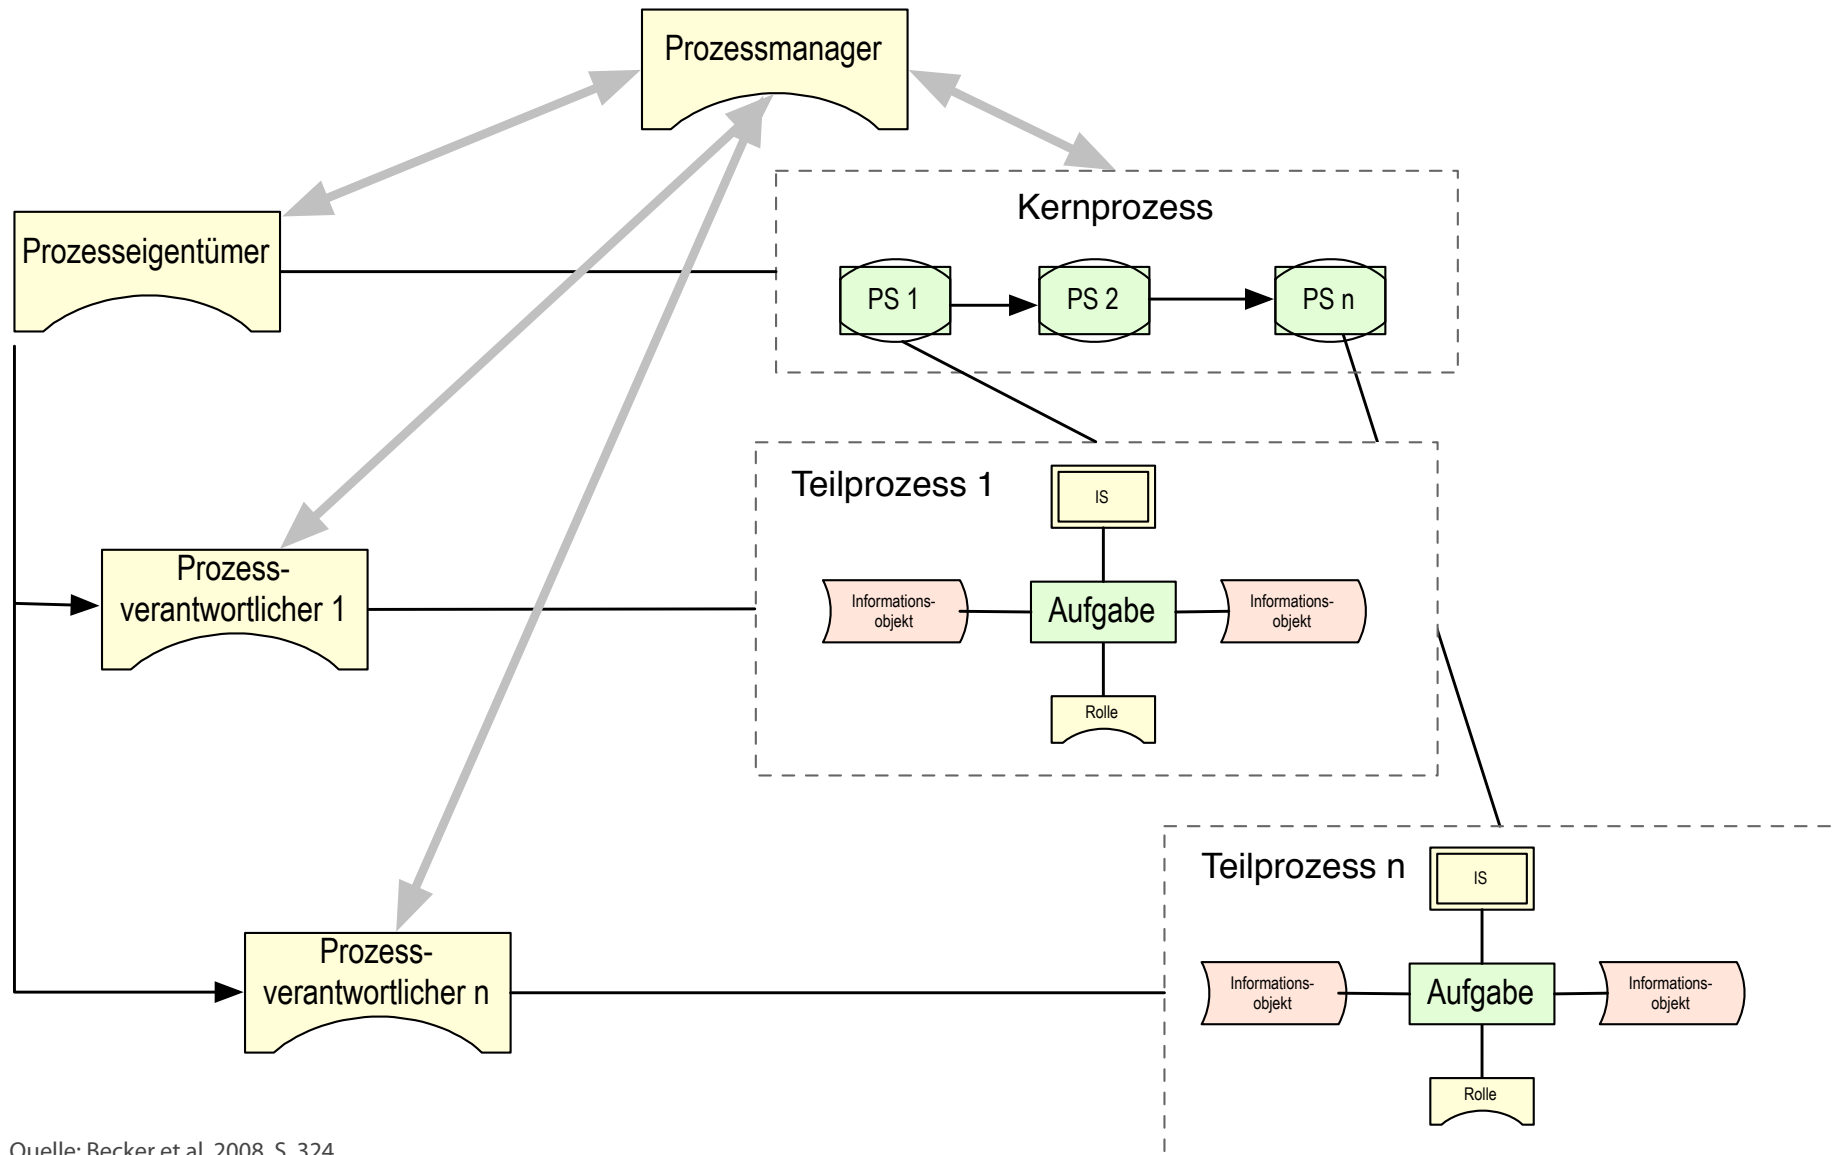 Prozessmanager
Kernprozess
Prozesseigentümer
PS 1
PS 2
PS n
Teilprozess 1
IS
Prozess-
verantwortlicher 1
Informations-
objekt
Aufgabe
Informations-
objekt
Rolle
Teilprozess n
IS
Prozess-
verantwortlicher n
Informations-
objekt
Aufgabe
Informations-
objekt
Rolle
Quelle: Becker et al. 2008, S. 324